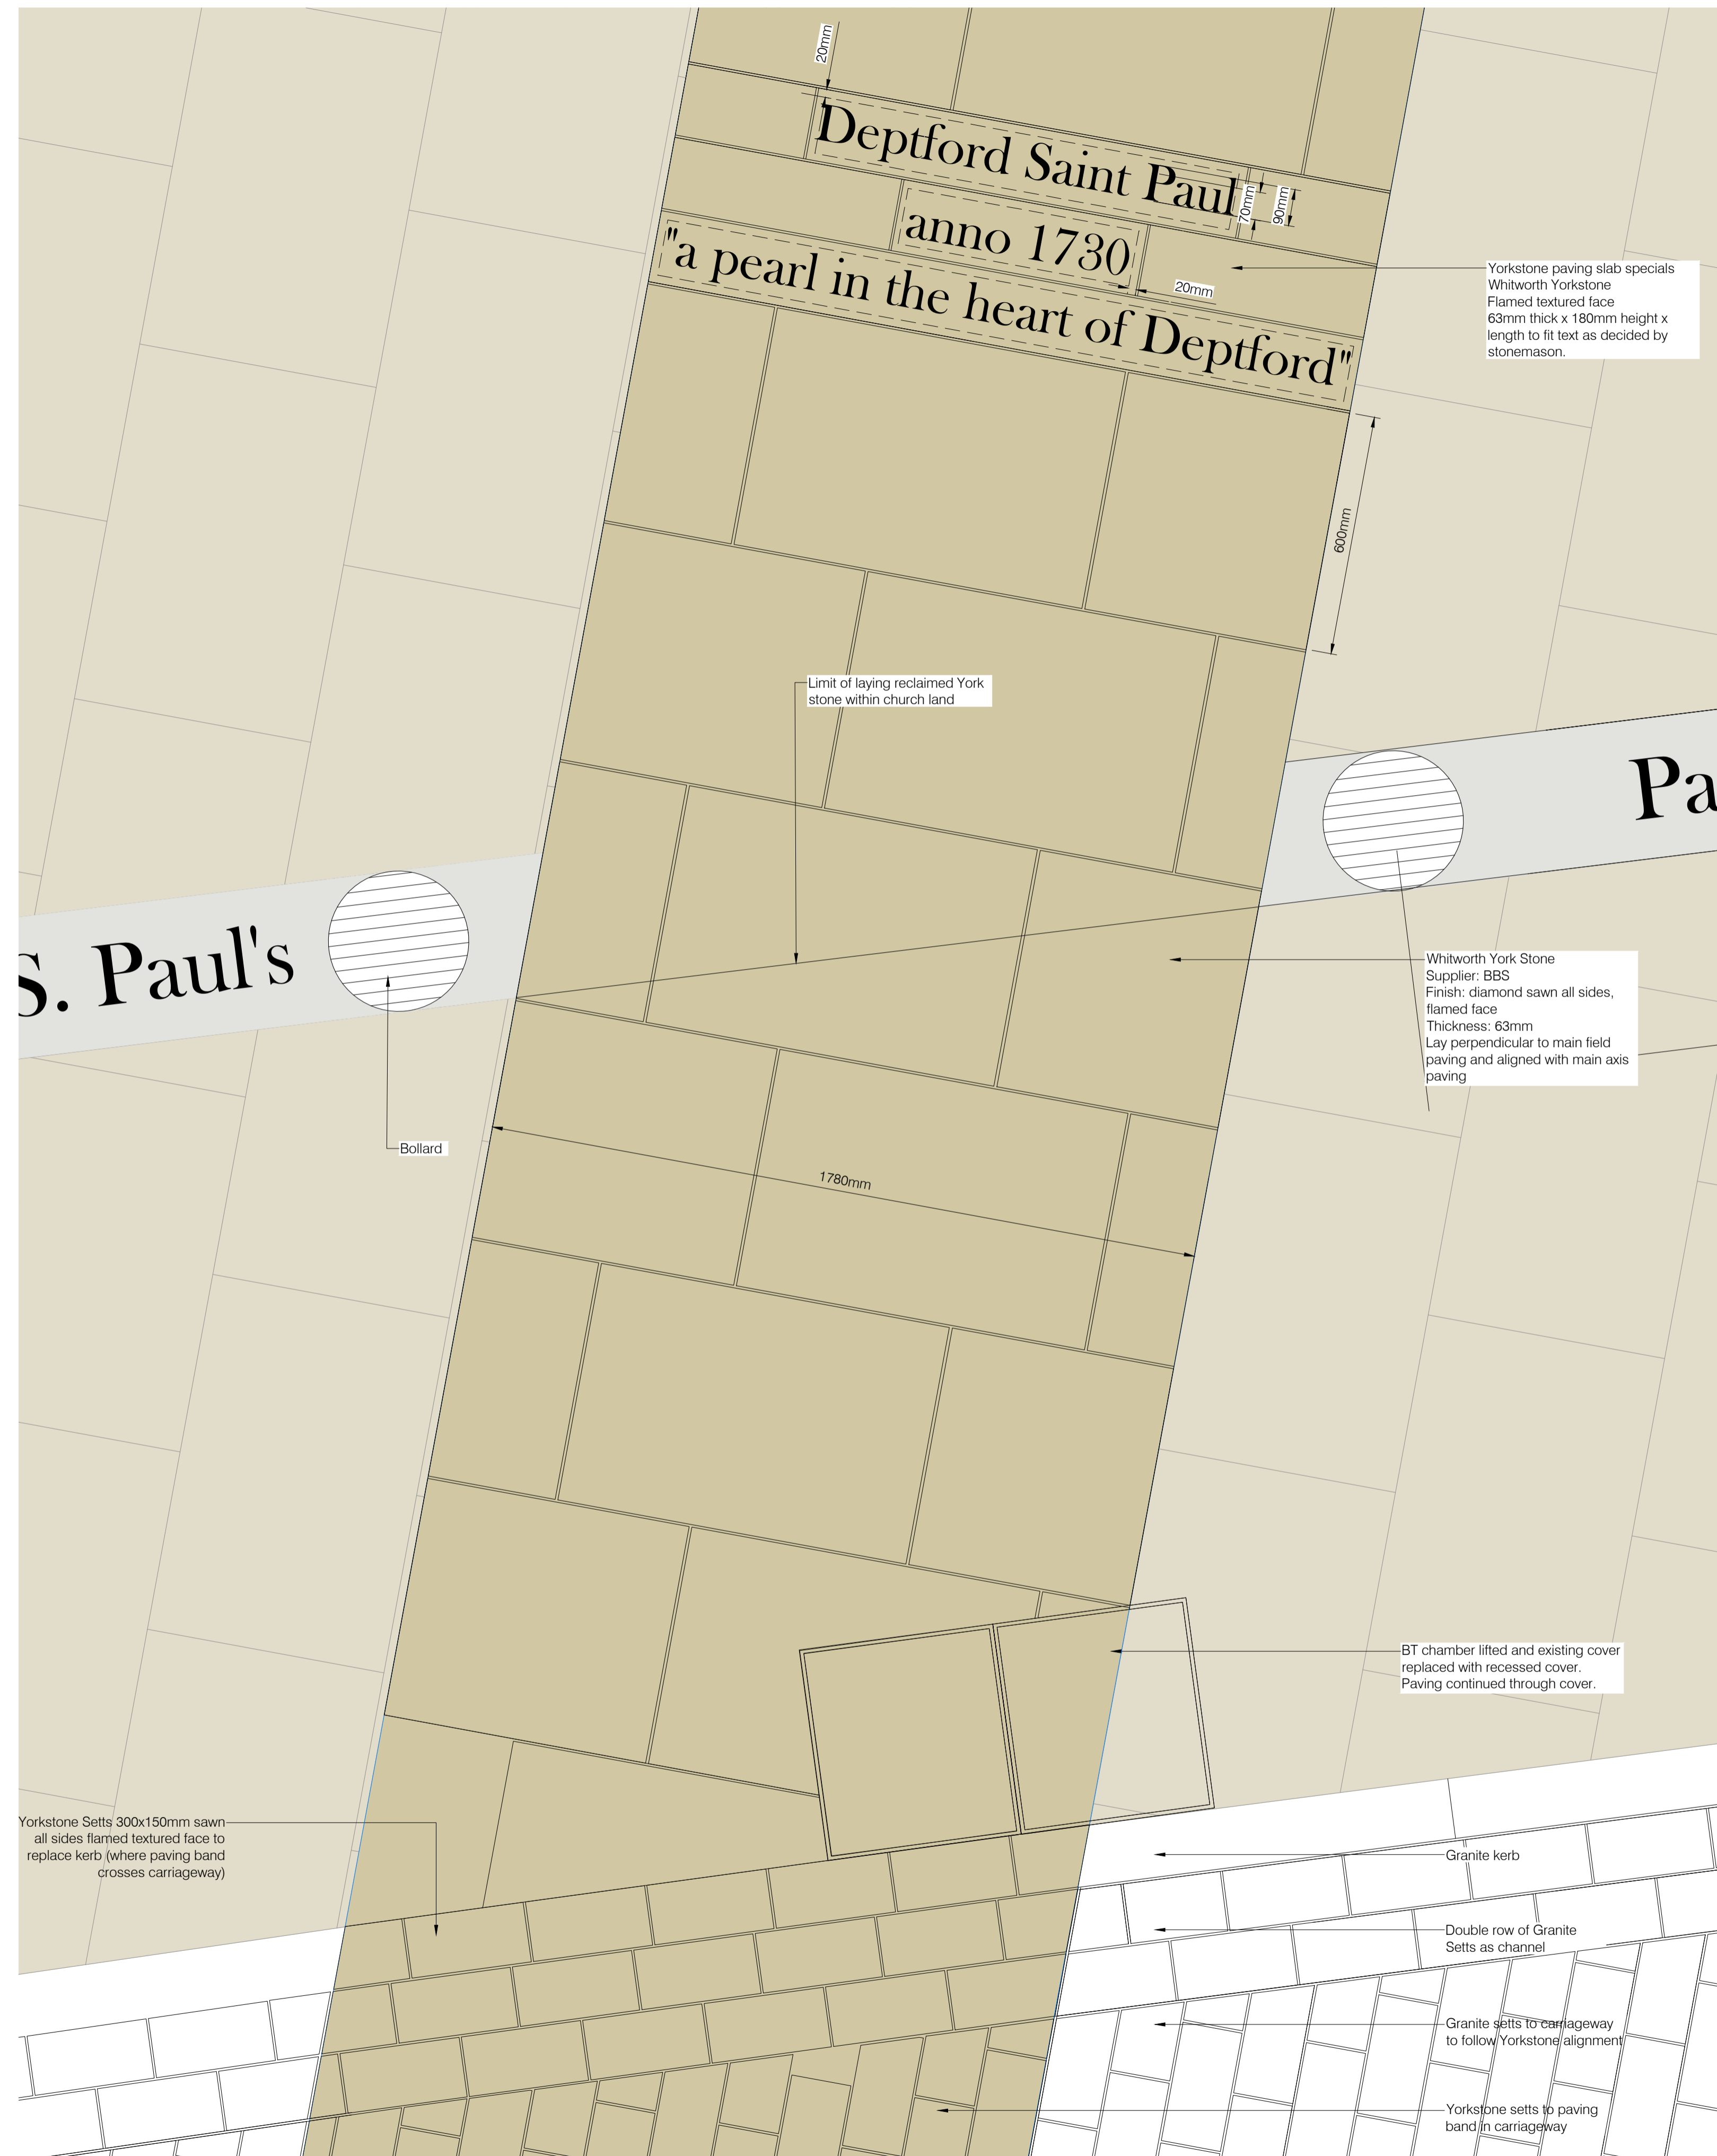 20mm
Deptford Saint Paul
70mm
90mm
anno 1730
20mm
"a pearl in the heart of Deptford"
Yorkstone paving slab specials
Whitworth Yorkstone
Flamed textured face
63mm thick x 180mm height x
length to fit text as decided by
stonemason.
600mm
Limit of laying reclaimed York
stone within church land
Pa
S. Paul's
Whitworth York Stone
Supplier: BBS
Finish: diamond sawn all sides,
flamed face
Thickness: 63mm
Lay perpendicular to main field
paving and aligned with main axis
paving
Bollard
1780mm
BT chamber lifted and existing cover
replaced with recessed cover.
Paving continued through cover.
Yorkstone Setts 300x150mm sawn
all sides flamed textured face to
replace kerb (where paving band
crosses carriageway)
Granite kerb
Double row of Granite
Setts as channel
Granite setts to carriageway
to follow Yorkstone alignment
Yorkstone setts to paving
band in carriageway